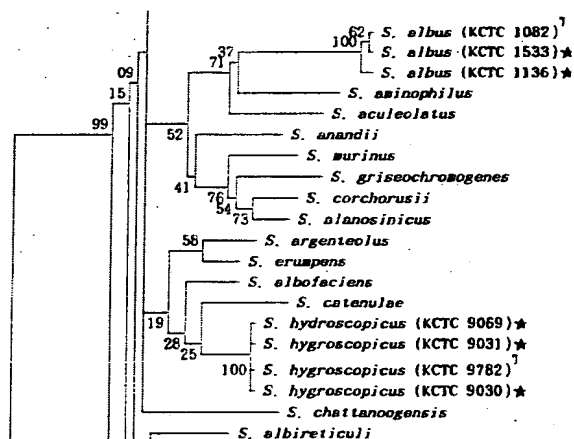 62 S. albus (KCTC 1082)ᵀ
37 100 S. albus (KCTC 1533)★
71 S. albus (KCTC 1136)★
09
15 S. aminophilus
S. aculeolatus
99
52 S. anandii
S. murinus
S. griseochromogenes
41
76 S. corchorusii
54
73 S. alanosinicus
58 S. argenteolus
S. erumpens
S. albofaciens
S. catenulae
19 S. hydroscopicus (KCTC 9069)★
28 S. hygroscopicus (KCTC 9031)★
25
100 S. hygroscopicus (KCTC 9782)ᵀ
S. hygroscopicus (KCTC 9030)★
S. chattanoogensis
S. albireticuli